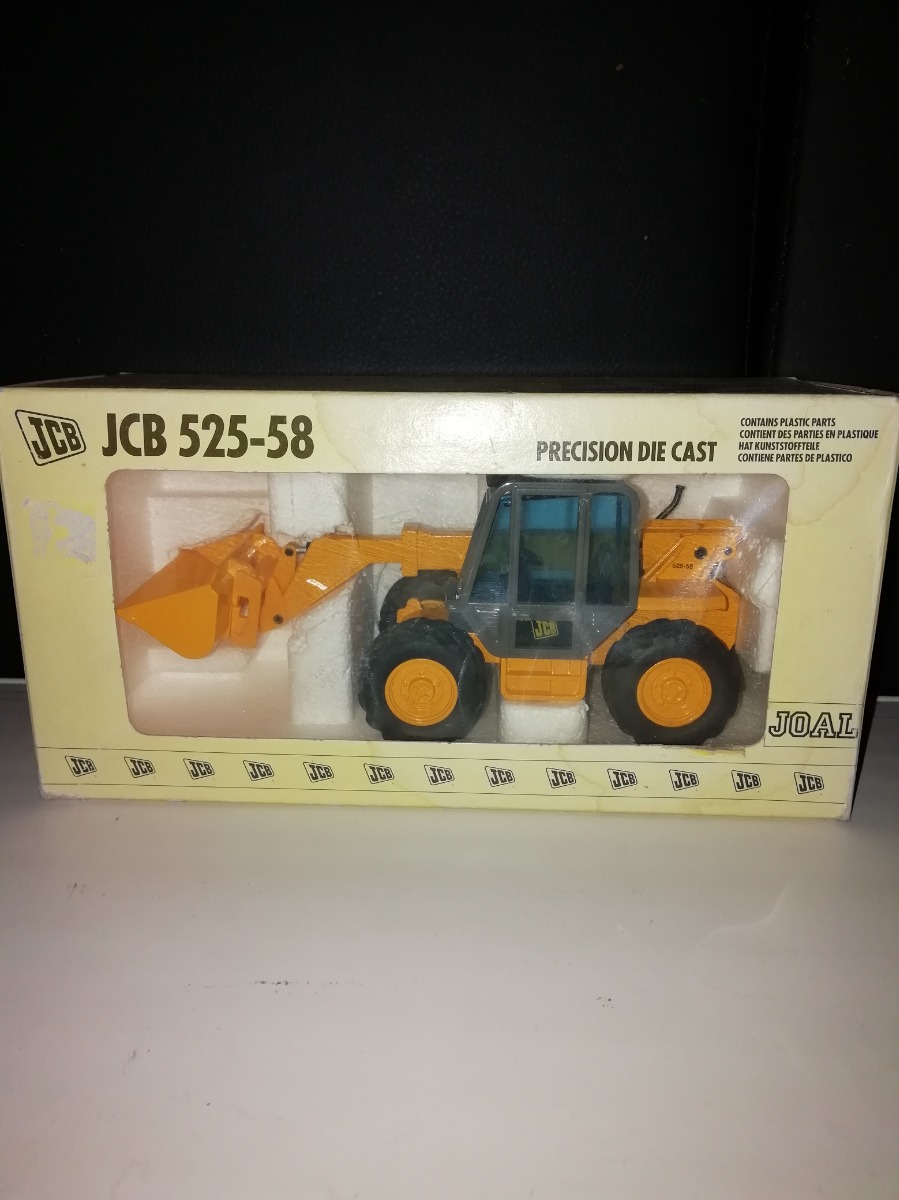 JCB
JCB 525-58
PRECISION DIE CAST
CONTAINS PLASTIC PARTS
CONTIENT DES PARTIES EN PLASTIQUE
HAT KUNSTSTOFFTEILE
CONTIENE PARTES DE PLASTICO
525-58
JCB
JOAL
JCB JCB JCB JCB JCB JCB JCB JCB JCB JCB JCB JCB JCB